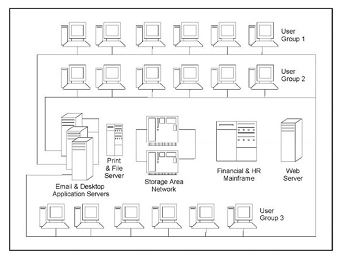 User
Group 1
User
Group 2
Print
& File
Server
Storage Area
Network
Financial & HR
Mainframe
Web
Server
Email & Desktop
Application Servers
User
Group 3